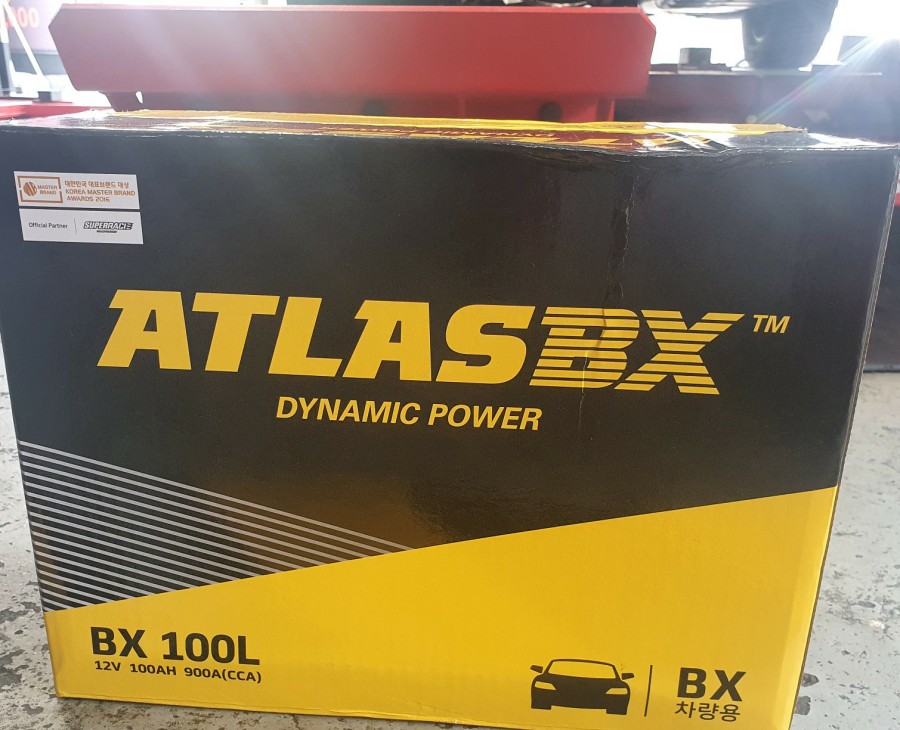 MASTER BRAND
대한민국 대표브랜드 대상
KOREA MASTER BRAND
AWARDS 2016
Official Partner
SUPERRACE
ATLASBX™
DYNAMIC POWER
BX 100L
12V 100AH 900A(CCA)
BX
차량용